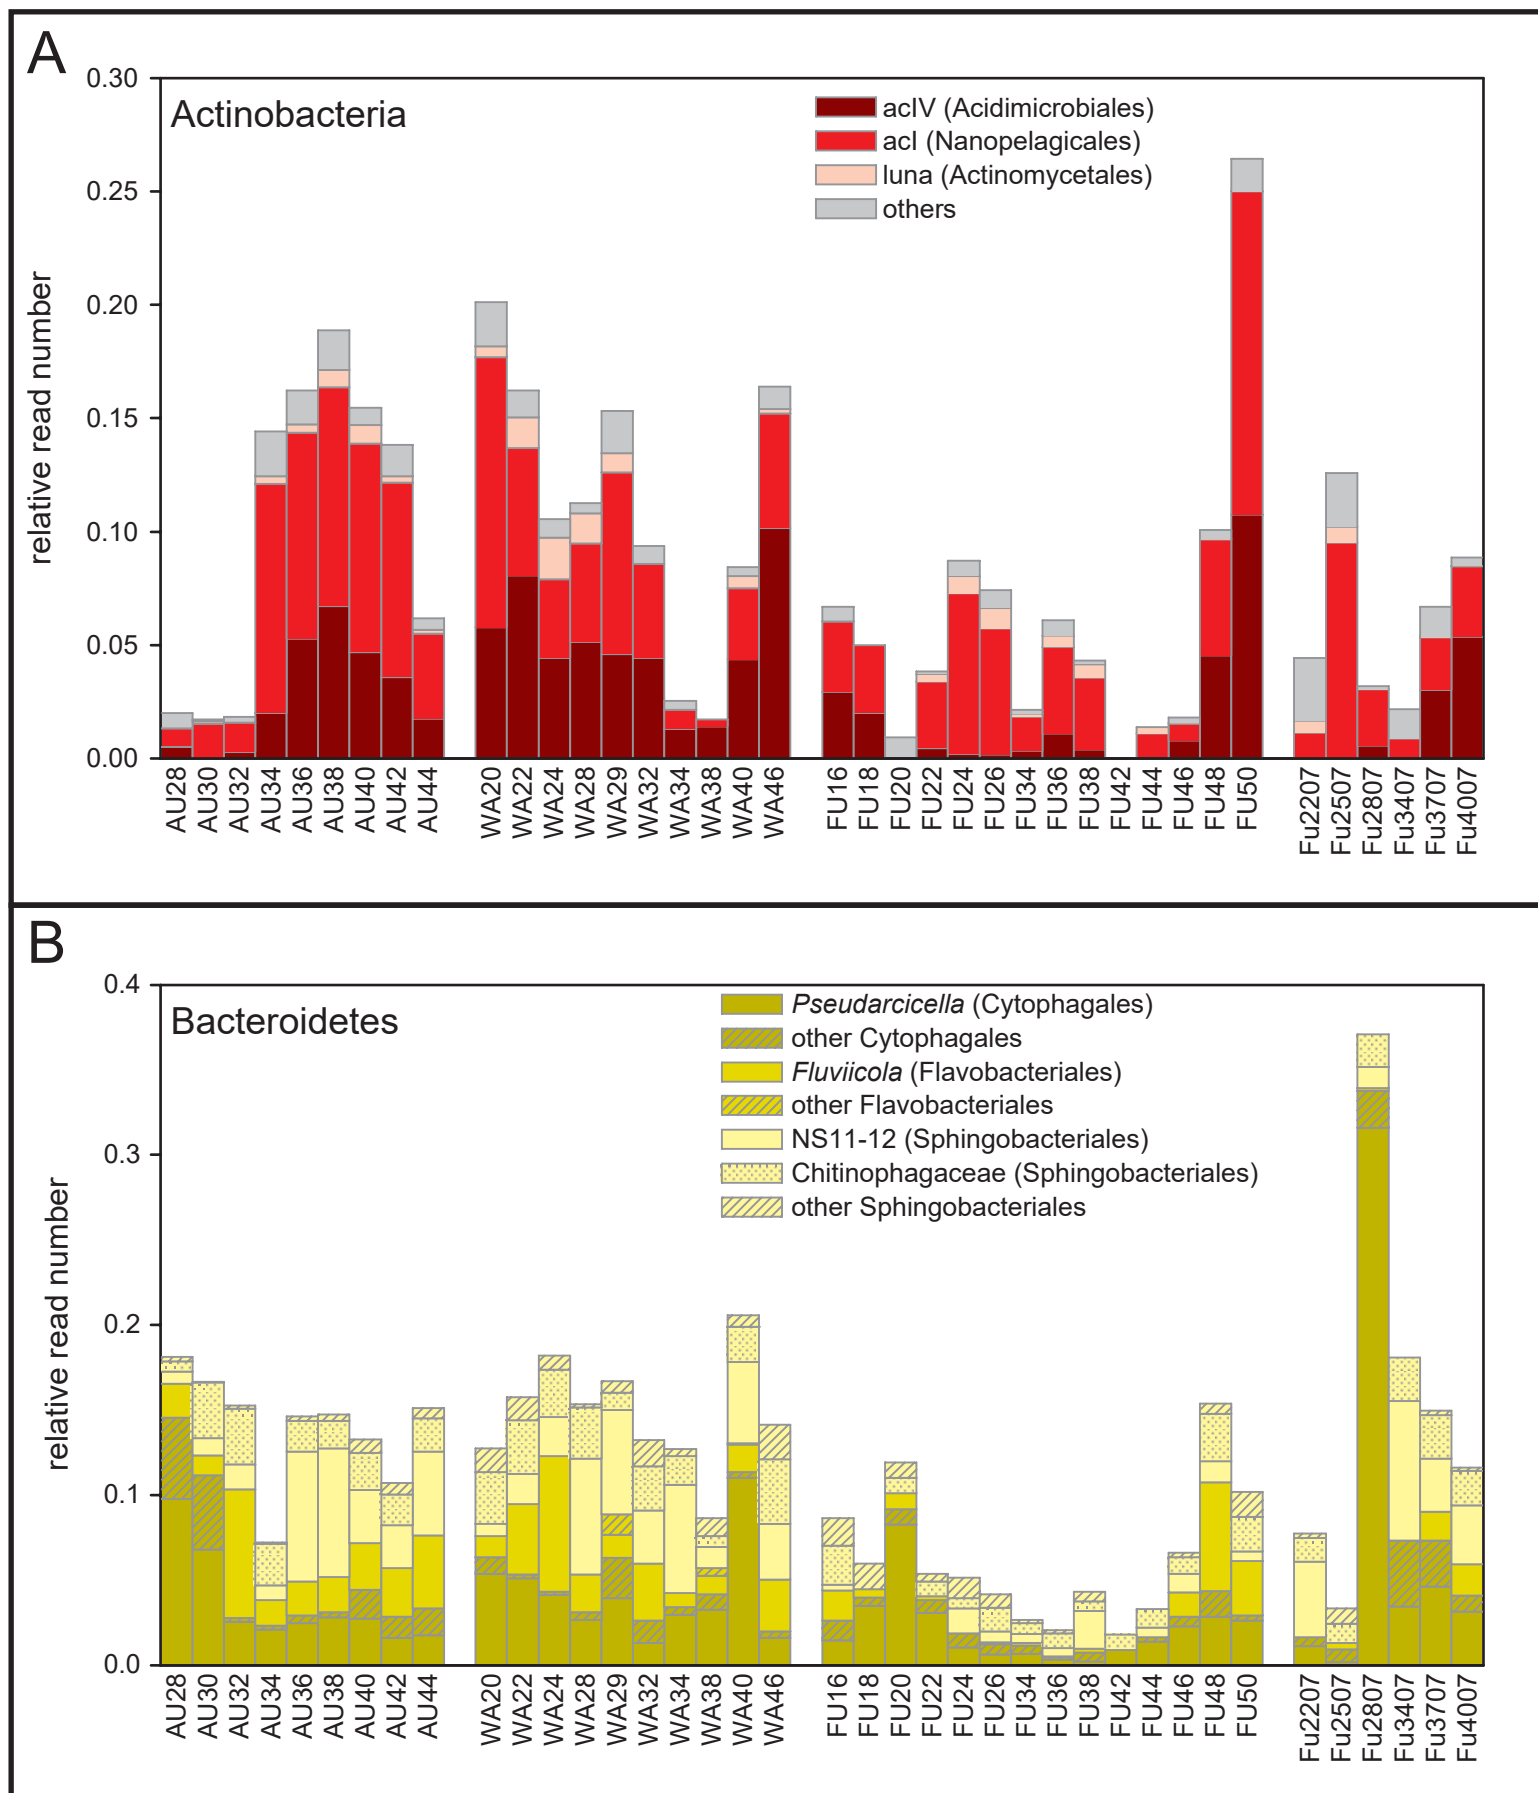 A
Actinobacteria
acIV (Acidimicrobiales)
acI (Nanopelagicales)
luna (Actinomycetales)
others
relative read number
0.30
0.25
0.20
0.15
0.10
0.05
0.00
AU28 AU30 AU32 AU34 AU36 AU38 AU40 AU42 AU44 WA20 WA22 WA24 WA28 WA29 WA32 WA34 WA38 WA40 WA46 FU16 FU18 FU20 FU22 FU24 FU26 FU34 FU36 FU38 FU42 FU44 FU46 FU48 FU50 Fu2207 Fu2507 Fu2807 Fu3407 Fu3707 Fu4007
B
Bacteroidetes
Pseudarcicella (Cytophagales)
other Cytophagales
Fluviicola (Flavobacteriales)
other Flavobacteriales
NS11-12 (Sphingobacteriales)
Chitinophagaceae (Sphingobacteriales)
other Sphingobacteriales
relative read number
0.4
0.3
0.2
0.1
0.0
AU28 AU30 AU32 AU34 AU36 AU38 AU40 AU42 AU44 WA20 WA22 WA24 WA28 WA29 WA32 WA34 WA38 WA40 WA46 FU16 FU18 FU20 FU22 FU24 FU26 FU34 FU36 FU38 FU42 FU44 FU46 FU48 FU50 Fu2207 Fu2507 Fu2807 Fu3407 Fu3707 Fu4007